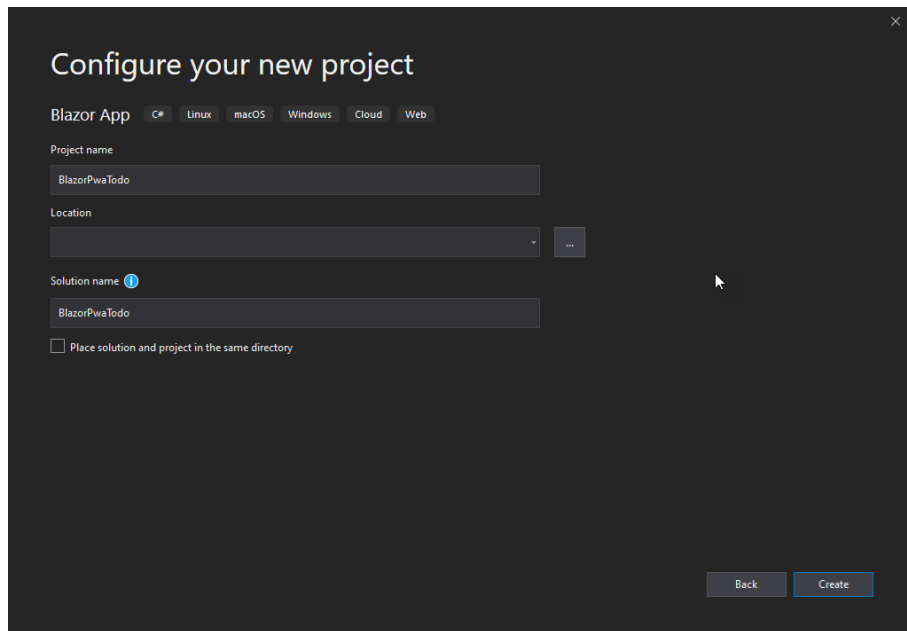 Configure your new project
Blazor App C# Linux macOS Windows Cloud Web
Project name
BlazorPwaTodo
Location
...
Solution name i
BlazorPwaTodo
Place solution and project in the same directory
Back Create